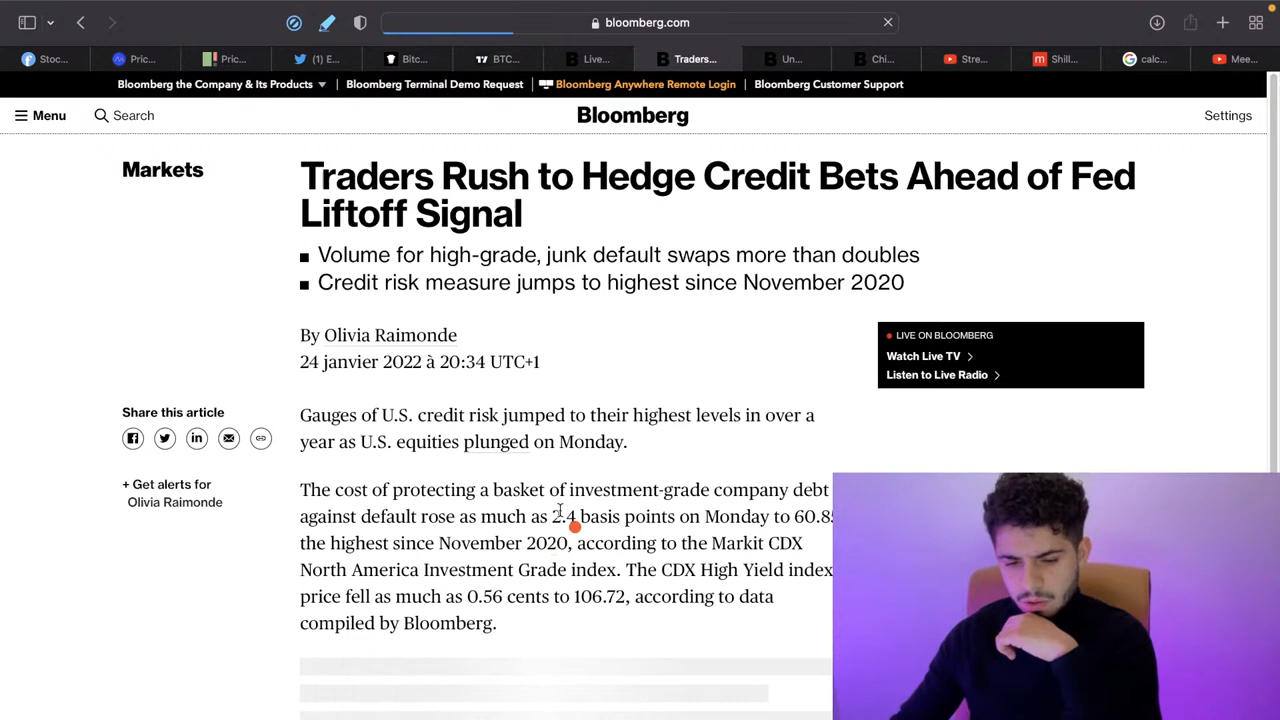 bloomberg.com
Stoc...
Pric...
Pric...
(1) E...
Bitc...
BTC...
Live...
Traders...
Un...
Chi...
Stre...
Shill...
calc...
Mee...
Bloomberg the Company & Its Products
Bloomberg Terminal Demo Request
Bloomberg Anywhere Remote Login
Bloomberg Customer Support
Menu
Search
Bloomberg
Settings
Markets
Traders Rush to Hedge Credit Bets Ahead of Fed
Liftoff Signal
Volume for high-grade, junk default swaps more than doubles
Credit risk measure jumps to highest since November 2020
By Olivia Raimonde
24 janvier 2022 à 20:34 UTC+1
LIVE ON BLOOMBERG
Watch Live TV
Listen to Live Radio
Share this article
+ Get alerts for
Olivia Raimonde
Gauges of U.S. credit risk jumped to their highest levels in over a
year as U.S. equities plunged on Monday.
The cost of protecting a basket of investment-grade company debt
against default rose as much as 2.4 basis points on Monday to 60.85
the highest since November 2020, according to the Markit CDX
North America Investment Grade index. The CDX High Yield index
price fell as much as 0.56 cents to 106.72, according to data
compiled by Bloomberg.